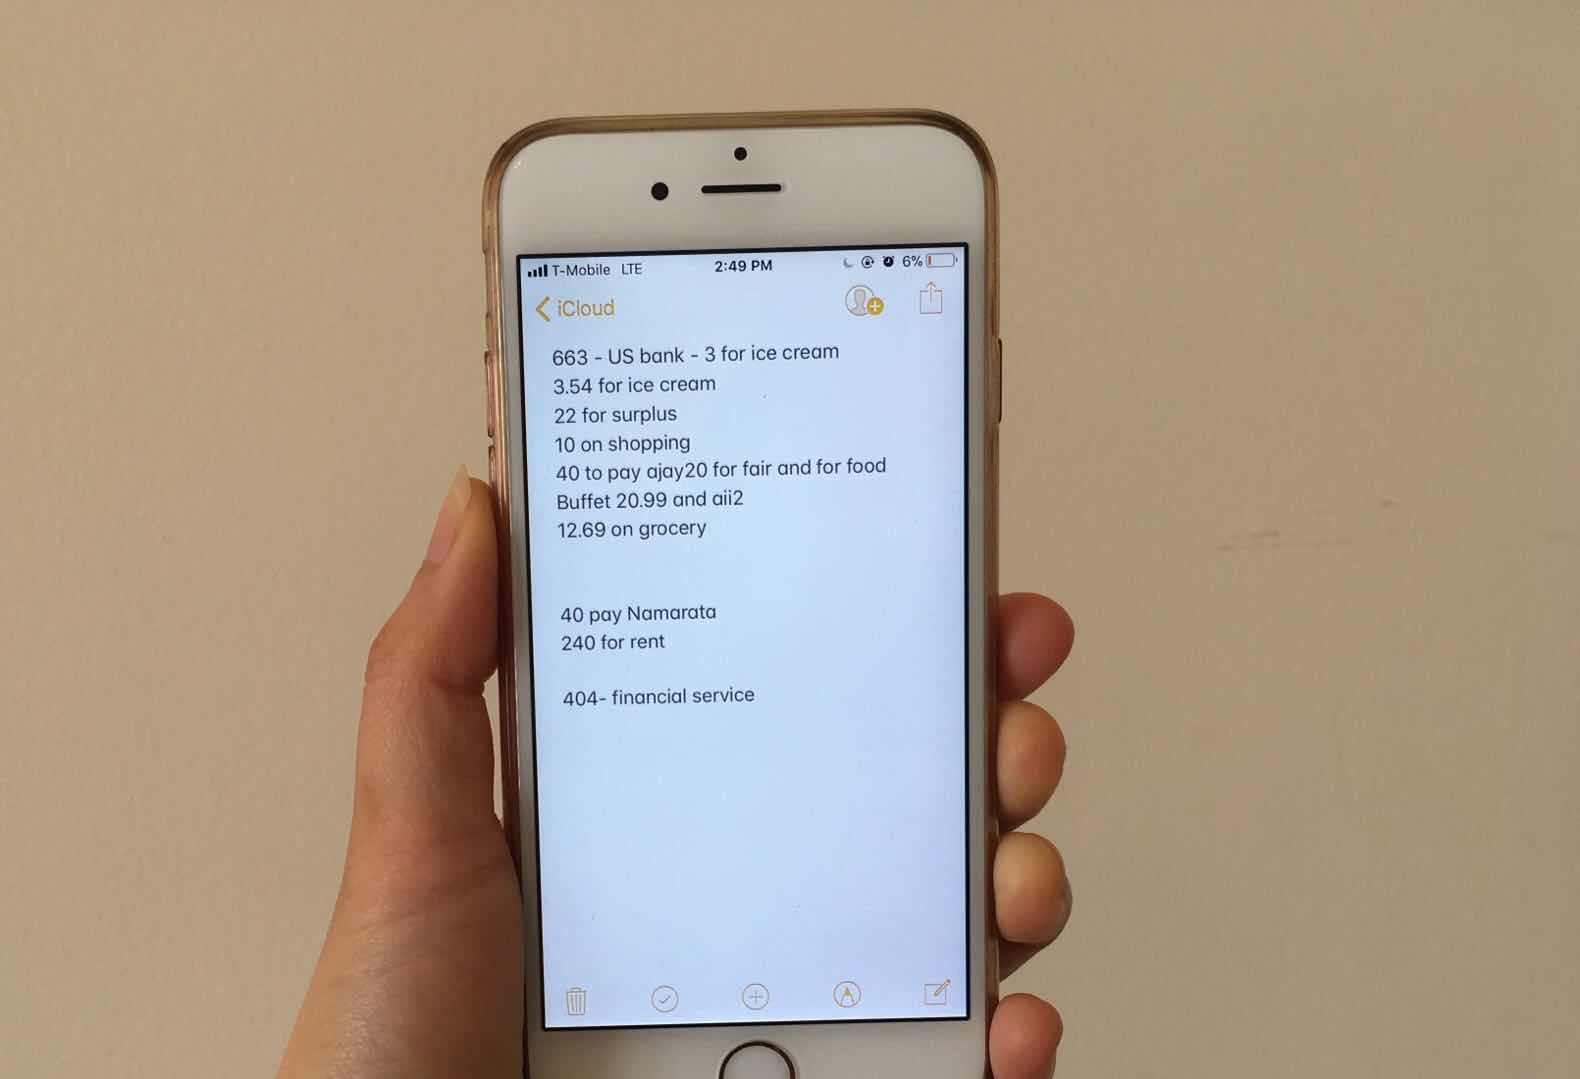 T-Mobile LTE 2:49 PM 6%
iCloud
663 - US bank - 3 for ice cream
3.54 for ice cream
22 for surplus
10 on shopping
40 to pay ajay20 for fair and for food
Buffet 20.99 and aii2
12.69 on grocery
40 pay Namarata
240 for rent
404- financial service